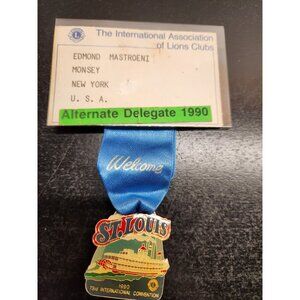 The International Association
of Lions Clubs
EDMOND MASTROENI
MONSEY
NEW YORK
U. S. A.
Alternate Delegate 1990
Welcome
ST. LOUIS
1990
73rd INTERNATIONAL CONVENTION